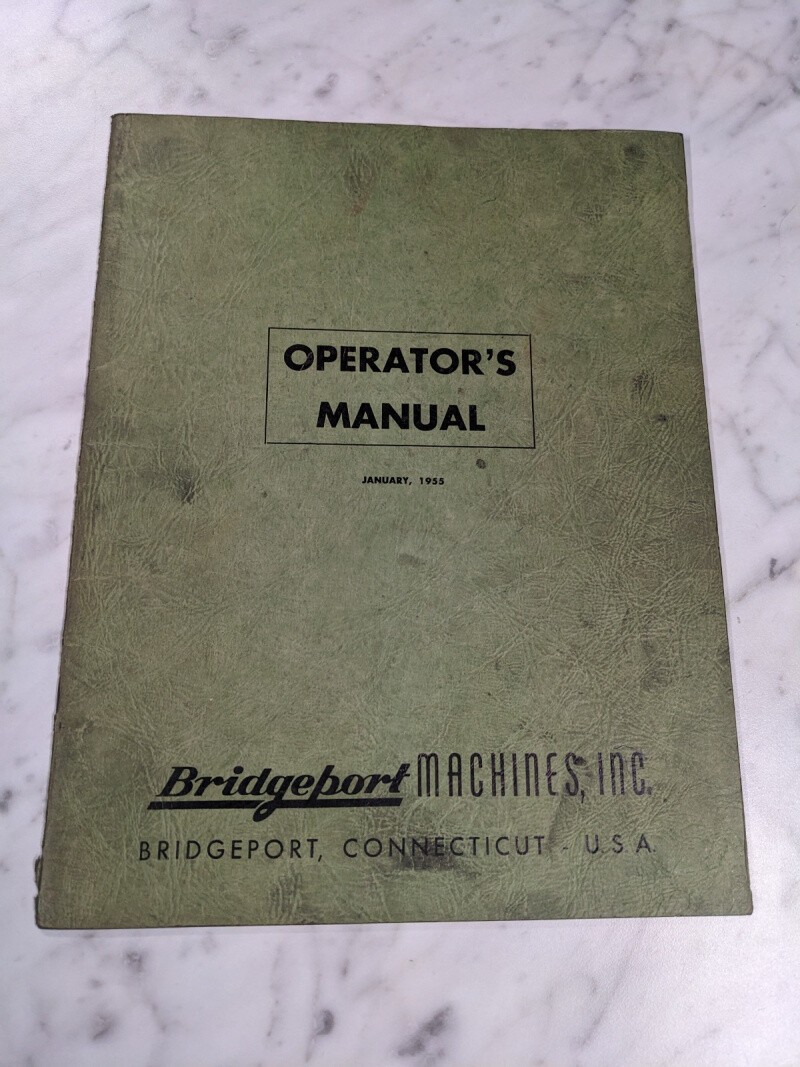 OPERATOR'S
MANUAL
JANUARY, 1955
Bridgeport MACHINES, INC.
BRIDGEPORT, CONNECTICUT - U.S.A.